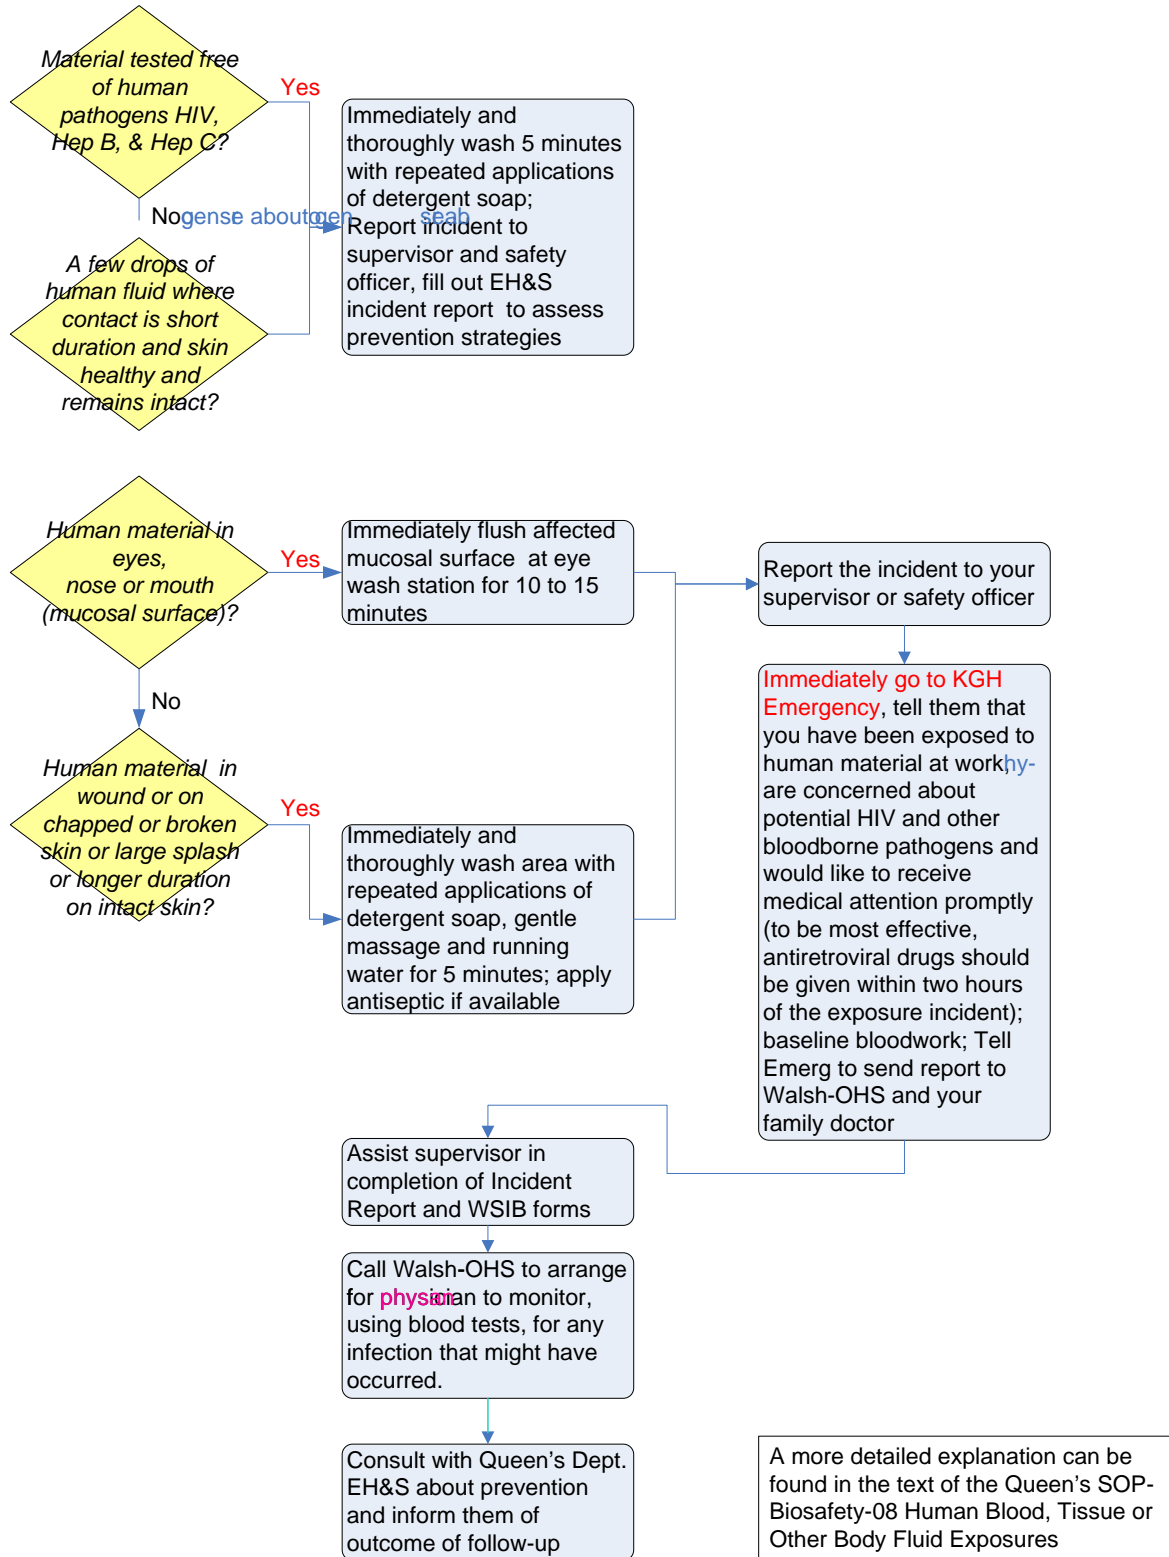 Material tested free
of human
pathogens HIV,
Hep B, & Hep C?
Yes
No
A few drops of
human fluid where
contact is short
duration and skin
healthy and
remains intact?
Immediately and
thoroughly wash 5 minutes
with repeated applications
of detergent soap;
Report incident to
supervisor and safety
officer, fill out EH&S
incident report to assess
prevention strategies
Human material in
eyes,
nose or mouth
(mucosal surface)?
Yes
No
Immediately flush affected
mucosal surface at eye
wash station for 10 to 15
minutes
Report the incident to your
supervisor or safety officer
Human material in
wound or on
chapped or broken
skin or large splash
or longer duration
on intact skin?
Yes
Immediately and
thoroughly wash area with
repeated applications of
detergent soap, gentle
massage and running
water for 5 minutes; apply
antiseptic if available
Immediately go to KGH
Emergency, tell them that
you have been exposed to
human material at work,
are concerned about
potential HIV and other
bloodborne pathogens and
would like to receive
medical attention promptly
(to be most effective,
antiretroviral drugs should
be given within two hours
of the exposure incident);
baseline bloodwork; Tell
Emerg to send report to
Walsh-OHS and your
family doctor
Assist supervisor in
completion of Incident
Report and WSIB forms
Call Walsh-OHS to arrange
for physician to monitor,
using blood tests, for any
infection that might have
occurred.
Consult with Queen's Dept.
EH&S about prevention
and inform them of
outcome of follow-up
A more detailed explanation can be
found in the text of the Queen's SOP-
Biosafety-08 Human Blood, Tissue or
Other Body Fluid Exposures